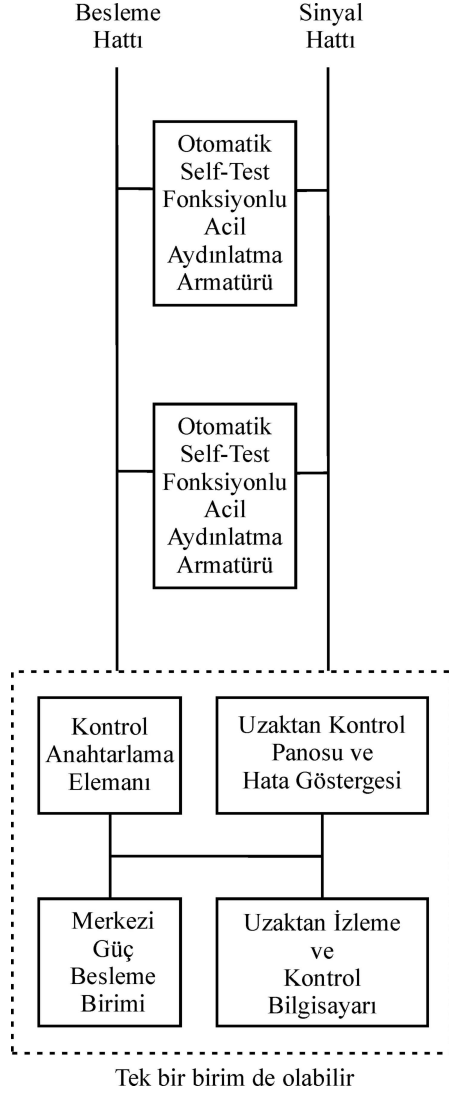 Besleme
Hattı
Sinyal
Hattı
Otomatik
Self-Test
Fonksiyonlu
Acil
Aydınlatma
Armatürü
Otomatik
Self-Test
Fonksiyonlu
Acil
Aydınlatma
Armatürü
Kontrol
Anahtarlama
Elemanı
Uzaktan Kontrol
Panosu ve
Hata Göstergesi
Merkezi
Güç
Besleme
Birimi
Uzaktan İzleme
ve
Kontrol
Bilgisayarı
Tek bir birim de olabilir